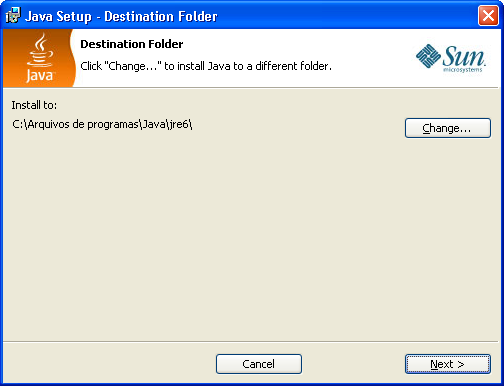 Java Setup - Destination Folder
Java
Destination Folder
Click "Change..." to install Java to a different folder.
Sun
microsystems
Install to:
C:\Arquivos de programas\Java\jre6\
Change...
Cancel
Next >